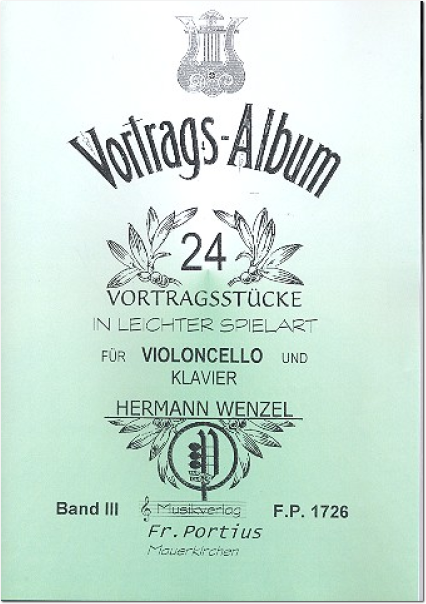 Vortrags-Album
24
VORTRAGSSTÜCKE
IN LEICHTER SPIELART
FÜR VIOLONCELLO UND
KLAVIER
HERMANN WENZEL
Band III Musikverlag F.P. 1726
Fr. Portius
Mauerkirchen